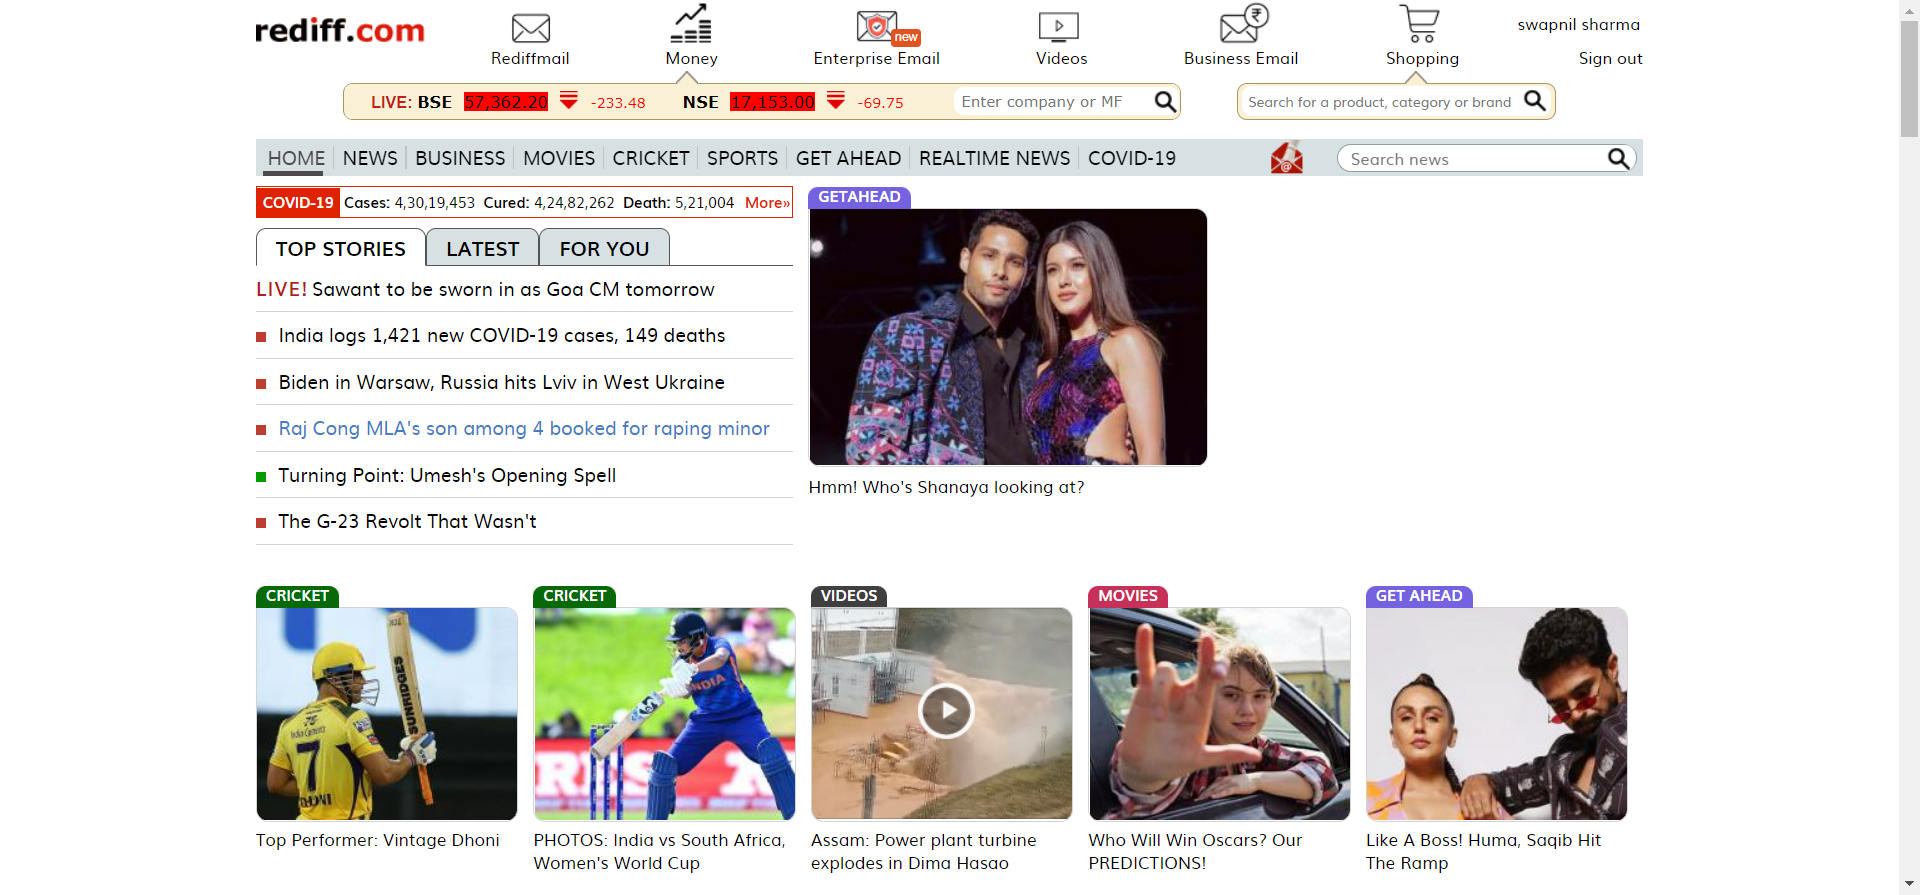 rediff.com
Rediffmail
Money
Enterprise Email
new
Videos
Business Email
Shopping
swapnil sharma
Sign out
LIVE: BSE 57,362.20 -233.48 NSE 17,153.00 -69.75
Enter company or MF
Search for a product, category or brand
HOME NEWS BUSINESS MOVIES CRICKET SPORTS GET AHEAD REALTIME NEWS COVID-19
Search news
COVID-19 Cases: 4,30,19,453 Cured: 4,24,82,262 Death: 5,21,004 More»
TOP STORIES LATEST FOR YOU
LIVE! Sawant to be sworn in as Goa CM tomorrow
India logs 1,421 new COVID-19 cases, 149 deaths
Biden in Warsaw, Russia hits Lviv in West Ukraine
Raj Cong MLA's son among 4 booked for raping minor
Turning Point: Umesh's Opening Spell
The G-23 Revolt That Wasn't
GETAHEAD
Hmm! Who's Shanaya looking at?
CRICKET
SUNRIDGES
India Cements
7
DHONI
Top Performer: Vintage Dhoni
CRICKET
INDIA
PHOTOS: India vs South Africa,
Women's World Cup
VIDEOS
Assam: Power plant turbine
explodes in Dima Hasao
MOVIES
Who Will Win Oscars? Our
PREDICTIONS!
GET AHEAD
Like A Boss! Huma, Saqib Hit
The Ramp